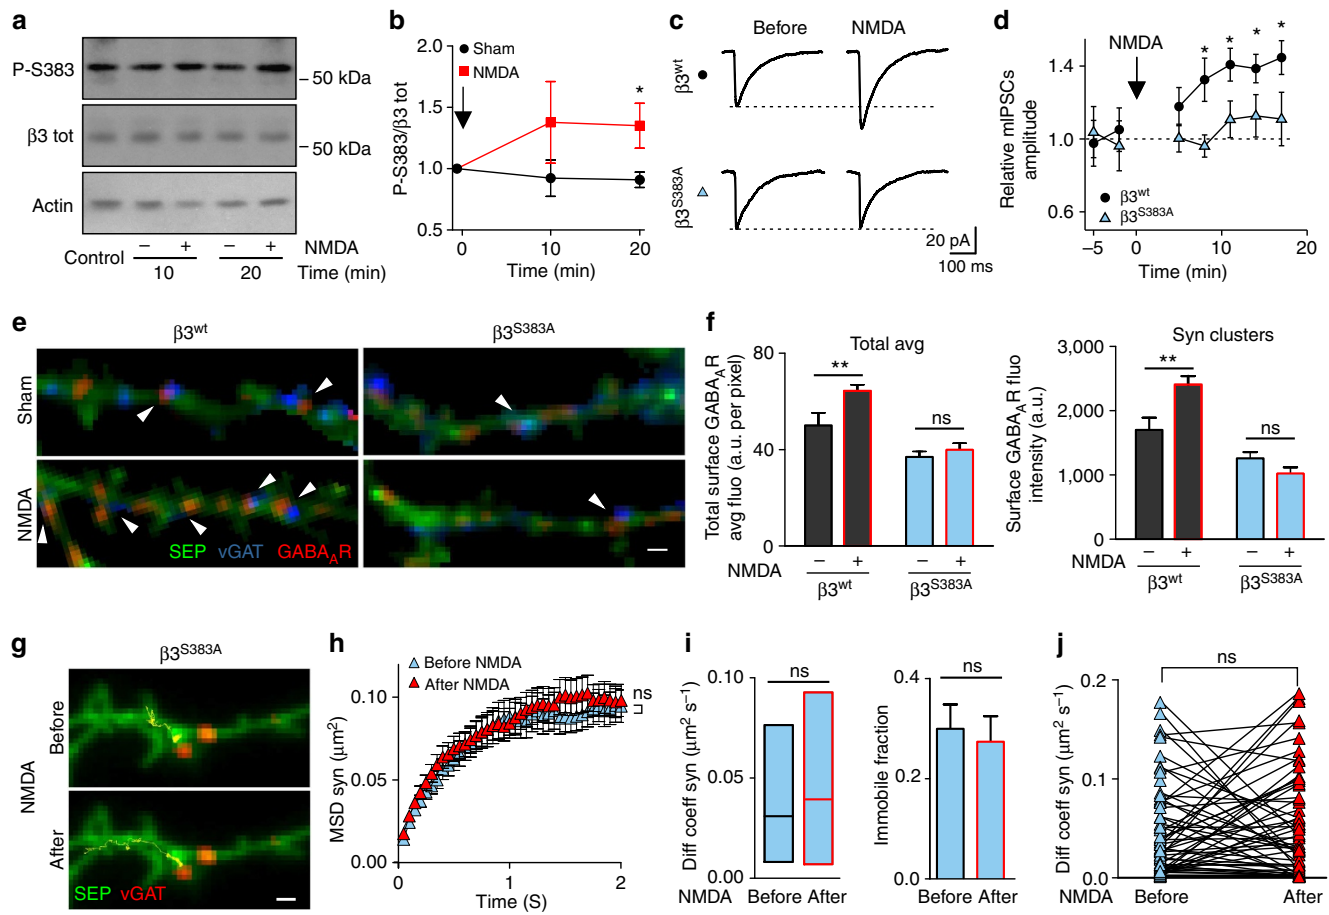 a
P-S383
50 kDa
β3 tot
50 kDa
Actin
Control
− + − + NMDA
10 20 Time (min)
b
2.0
1.5
1.0
0.5
P-S383/β3 tot
Sham
NMDA
*
0 10 20
Time (min)
c
Before NMDA
β3wt
β3S383A
20 pA
100 ms
d
NMDA
* * * *
1.4
1.0
0.6
Relative mIPSCs
amplitude
β3wt
β3S383A
−5 0 10 20
Time (min)
e
β3wt β3S383A
Sham
NMDA
SEP vGAT GABAAR
f
Total avg
80
40
0
Total surface GABAAR
avg fluo (a.u. per pixel)
** ns
NMDA − + − +
β3wt β3S383A
Syn clusters
3,000
2,000
1,000
0
Surface GABAAR fluo
intensity (a.u.)
** ns
NMDA − + − +
β3wt β3S383A
g
β3S383A
Before
NMDA
After
SEP vGAT
h
Before NMDA
After NMDA
0.10
0.05
0.00
MSD syn (μm2)
ns
0 1 2
Time (S)
i
ns
0.10
0.05
0.00
Diff coeff syn (μm2 s−1)
NMDA Before After
ns
0.4
0.2
0.0
Immobile fraction
Before After
j
ns
0.2
0.1
0.0
Diff coeff syn (μm2 s−1)
NMDA Before After